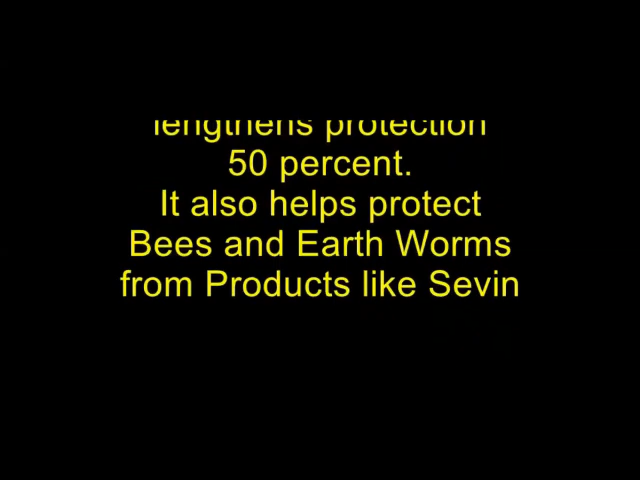 lengthens protection
50 percent.
It also helps protect
Bees and Earth Worms
from Products like Sevin